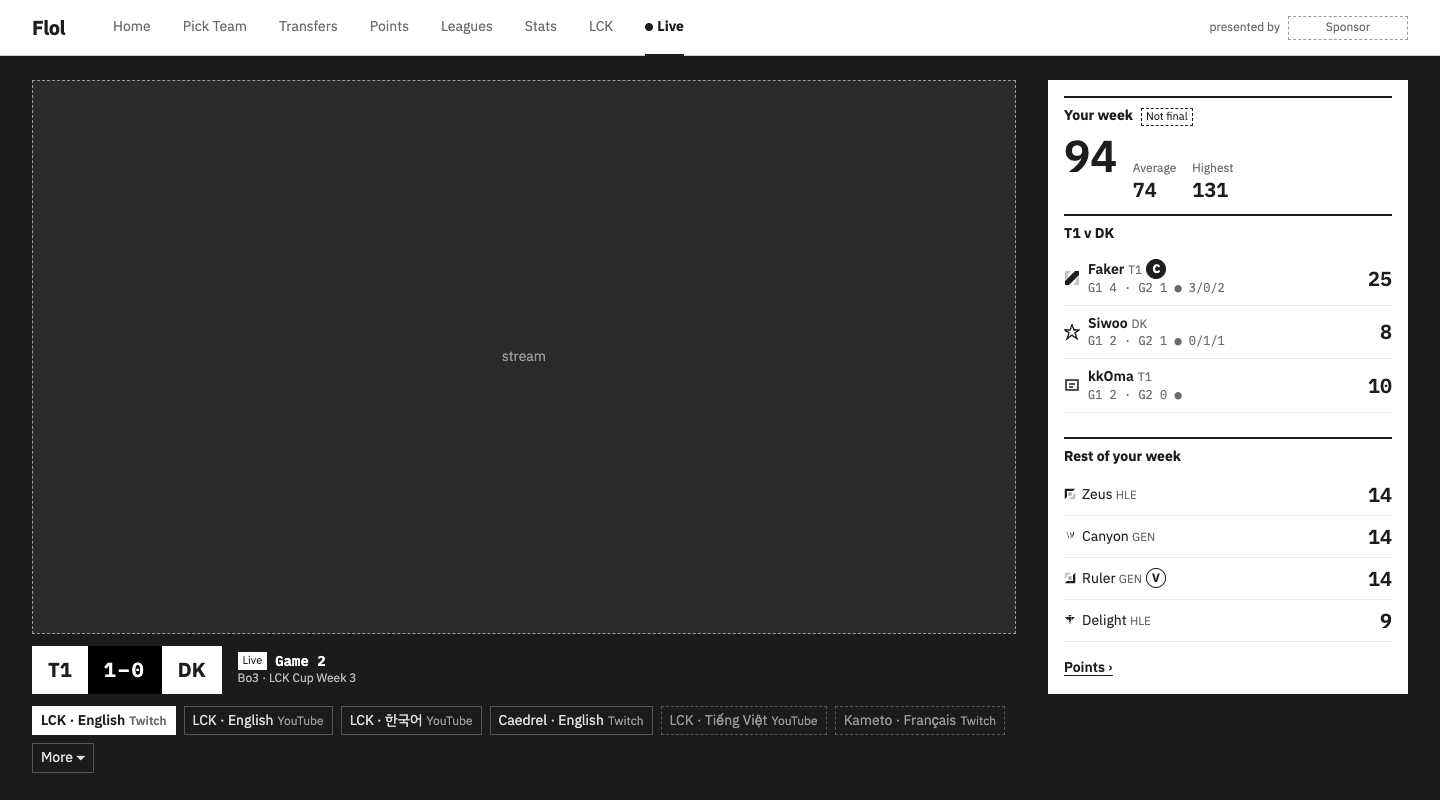 Flol
Home
Pick Team
Transfers
Points
Leagues
Stats
LCK
● Live
presented by
Sponsor
stream
T1 1–0 DK
Live Game 2
Bo3 · LCK Cup Week 3
LCK · English Twitch
LCK · English YouTube
LCK · 한국어 YouTube
Caedrel · English Twitch
LCK · Tiếng Việt YouTube
Kameto · Français Twitch
More
Your week Not final
94
Average
74
Highest
131
T1 v DK
Faker T1 C
G1 4 · G2 1 ● 3/0/2
25
Siwoo DK
G1 2 · G2 1 ● 0/1/1
8
kkOma T1
G1 2 · G2 0 ●
10
Rest of your week
Zeus HLE 14
Canyon GEN 14
Ruler GEN V 14
Delight HLE 9
Points ›